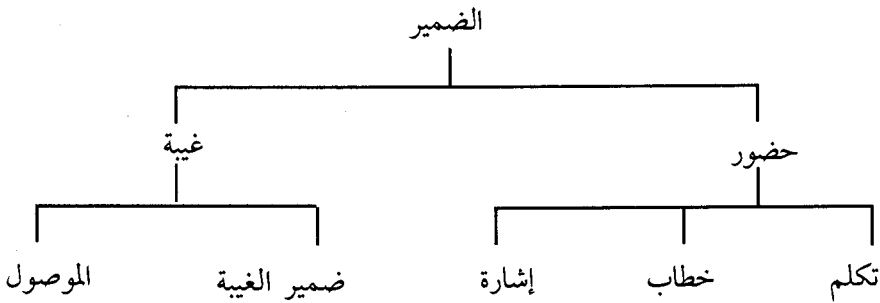 الضمير
حضور غيبة
تكلم خطاب إشارة ضمير الغيبة الموصول